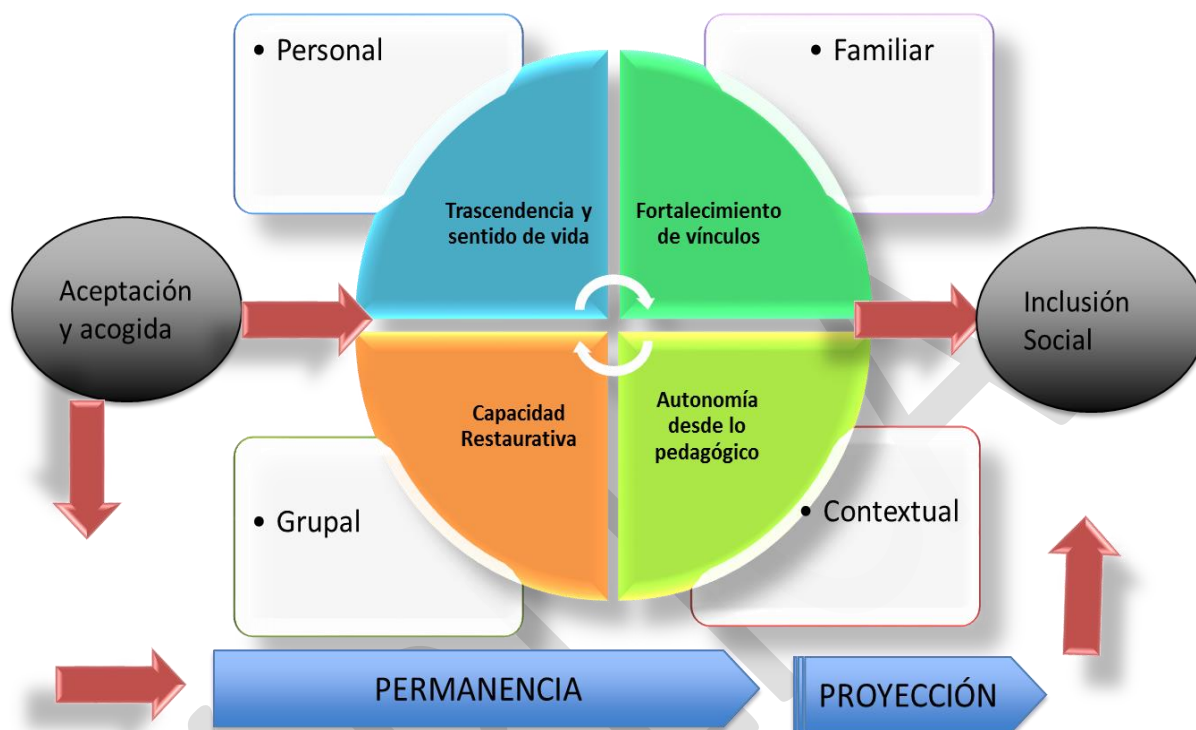 • Personal
• Familiar
Trascendencia y
sentido de vida
Fortalecimiento
de vínculos
Aceptación
y acogida
Inclusión
Social
Capacidad
Restaurativa
Autonomía
desde lo
pedagógico
• Grupal
• Contextual
PERMANENCIA
PROYECCIÓN